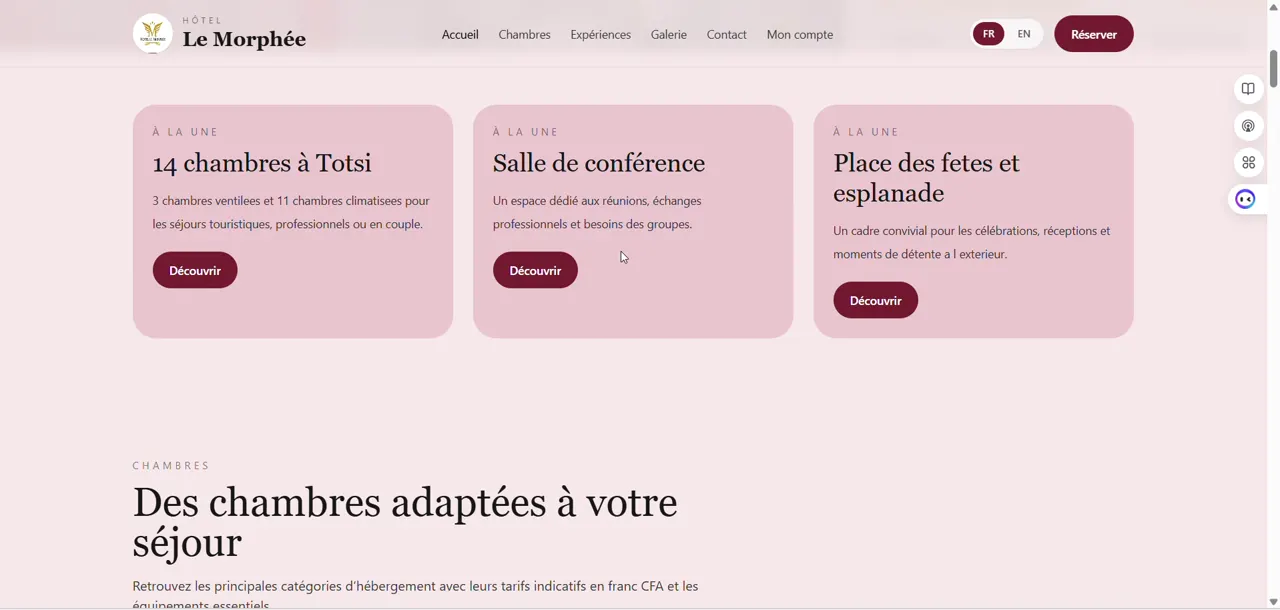 HÔTEL
Le Morphée
Accueil
Chambres
Expériences
Galerie
Contact
Mon compte
FR
EN
Réserver
À LA UNE
14 chambres à Totsi
3 chambres ventilees et 11 chambres climatisees pour
les séjours touristiques, professionnels ou en couple.
Découvrir
À LA UNE
Salle de conférence
Un espace dédié aux réunions, échanges
professionnels et besoins des groupes.
Découvrir
À LA UNE
Place des fetes et
esplanade
Un cadre convivial pour les célébrations, réceptions et
moments de détente a l exterieur.
Découvrir
CHAMBRES
Des chambres adaptées à votre
séjour
Retrouvez les principales catégories d’hébergement avec leurs tarifs indicatifs en franc CFA et les
équipements essentiels